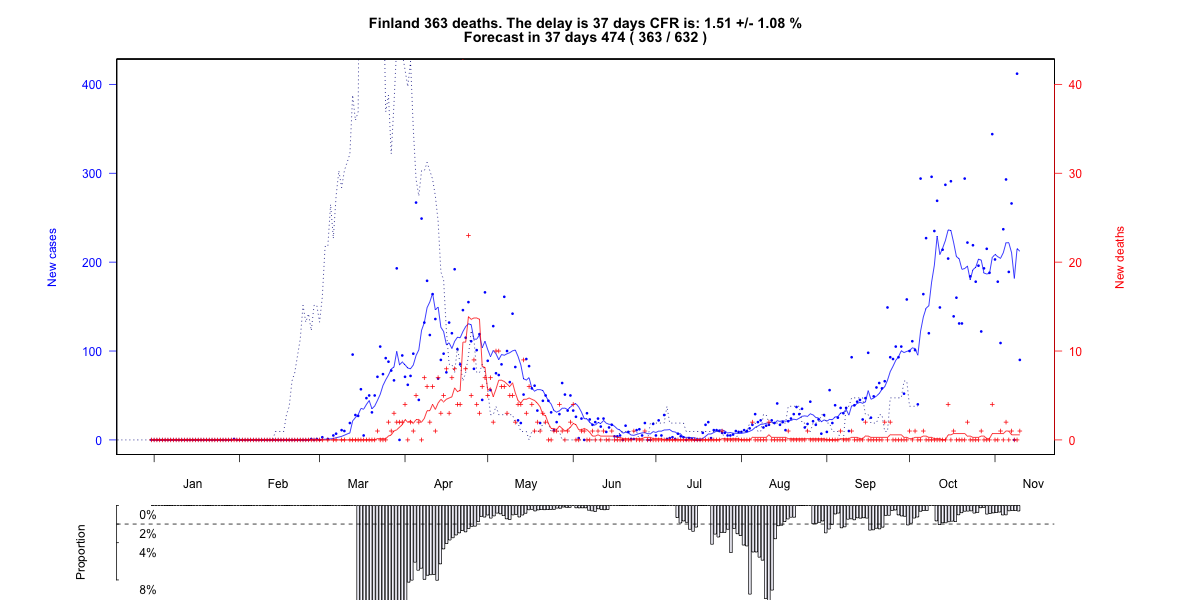 Finland 363 deaths. The delay is 37 days CFR is: 1.51 +/- 1.08 %
Forecast in 37 days 474 ( 363 / 632 )
400
300
200
100
0
New cases
40
30
20
10
0
New deaths
Jan Feb Mar Apr May Jun Jul Aug Sep Oct Nov
Proportion
0%
2%
4%
8%